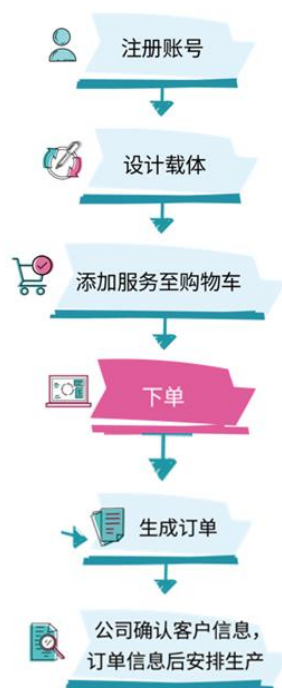 注册账号
设计载体
添加服务至购物车
下单
生成订单
公司确认客户信息，
订单信息后安排生产